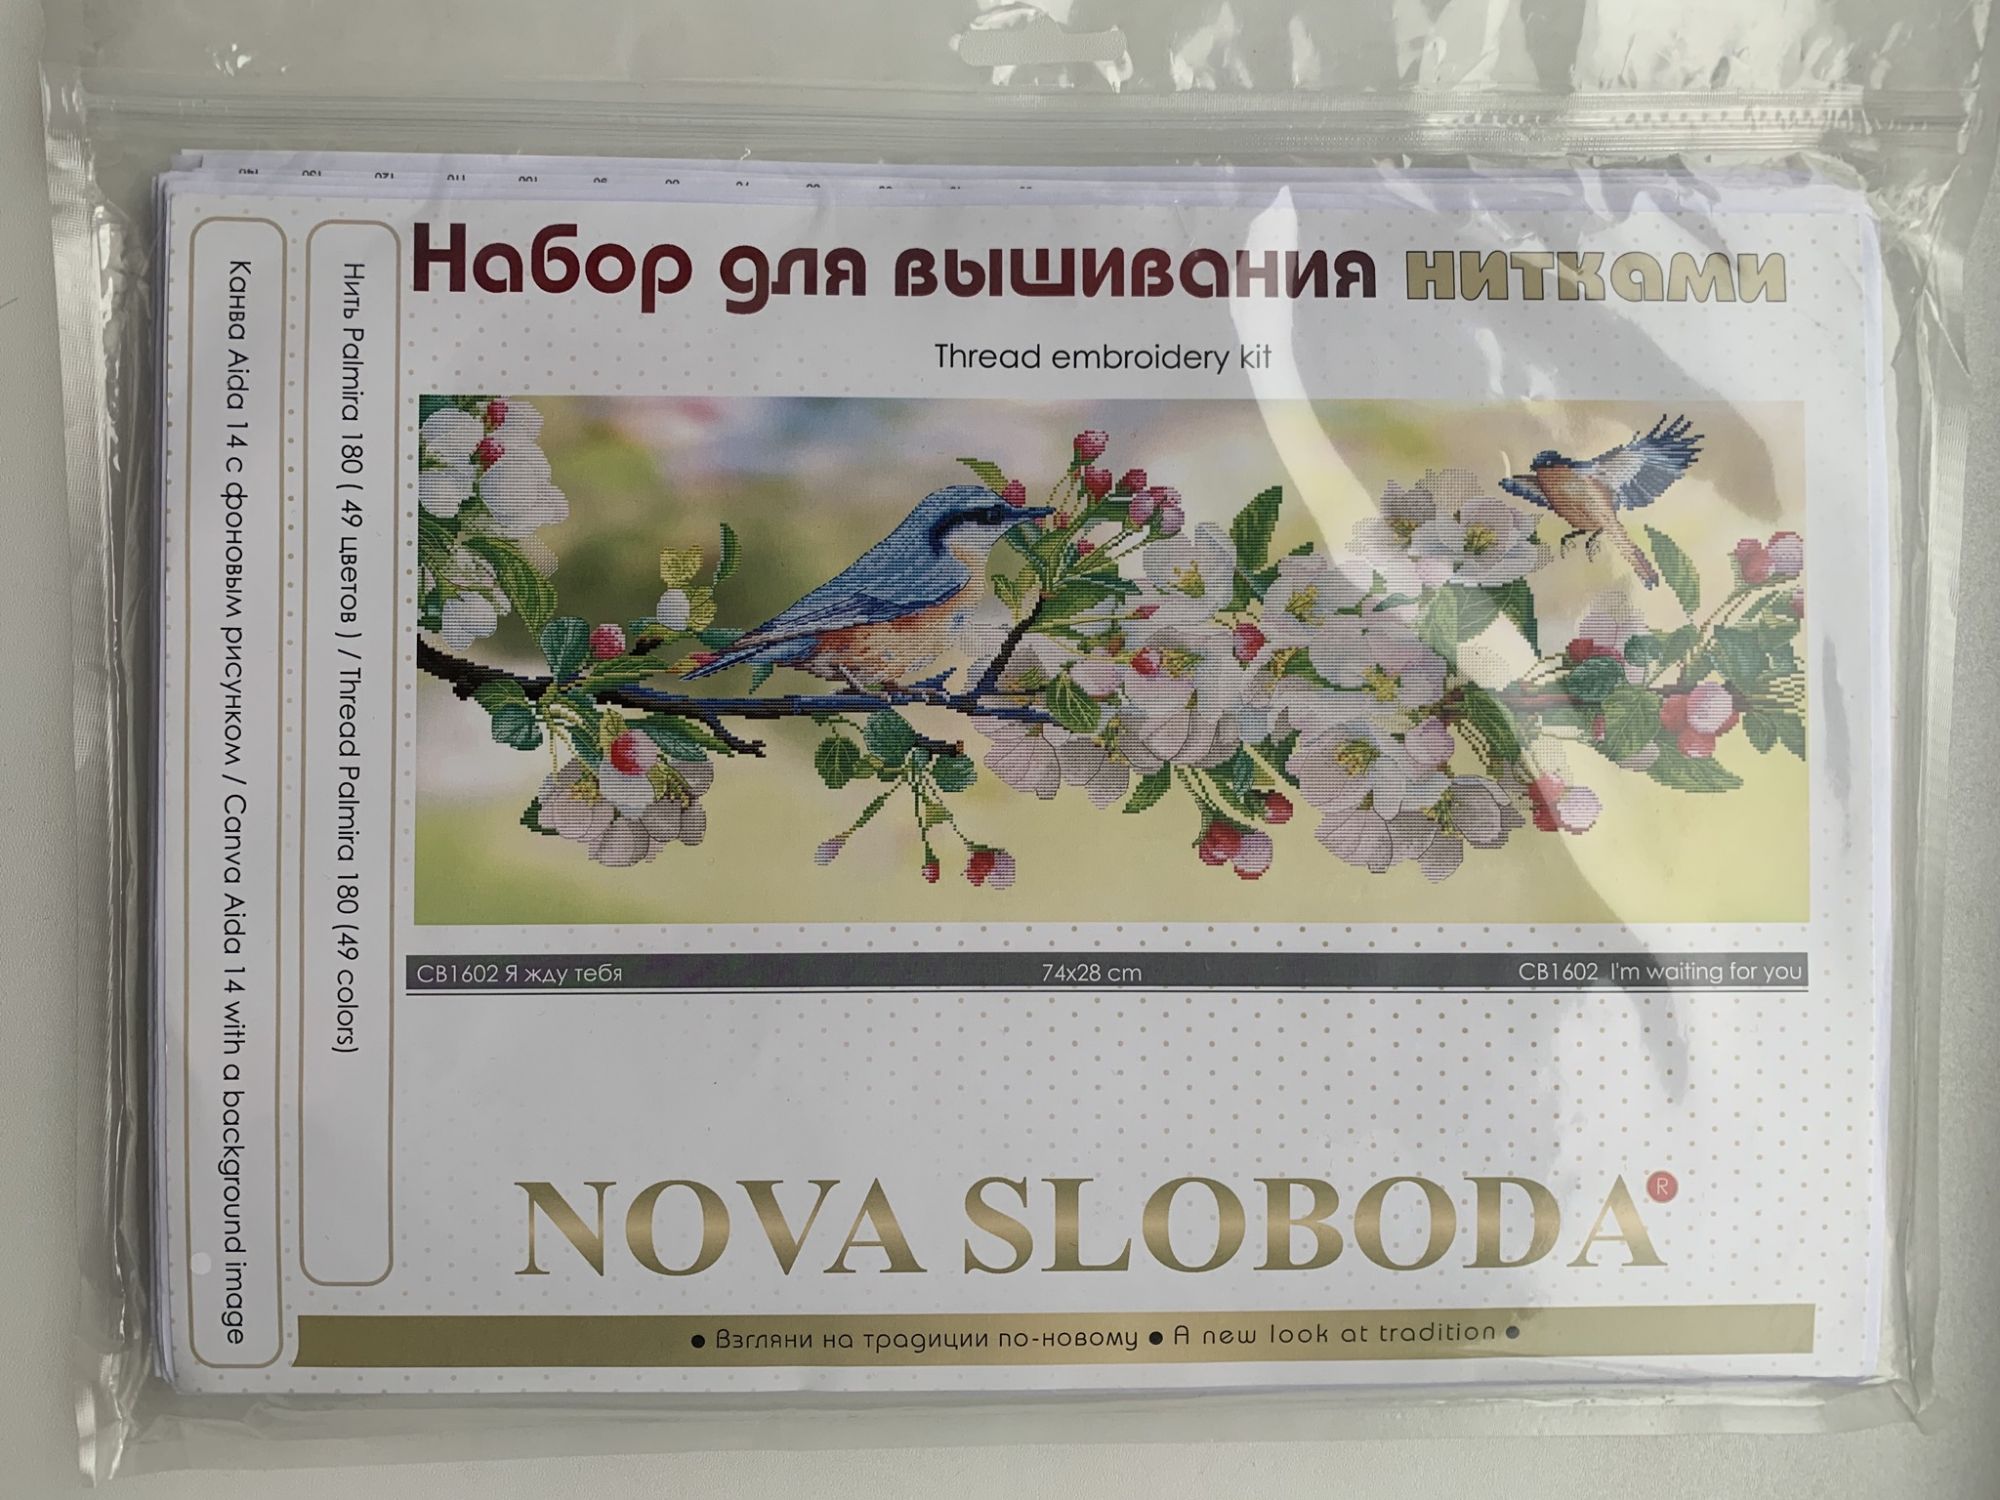 Набор для вышивания нитками
Thread embroidery kit
Канва Aida 14 с фоновым рисунком / Canva Aida 14 with a background image
Нить Palmira 180 ( 49 цветов ) / Thread Palmira 180 (49 colors)
СВ1602 Я жду тебя 74x28 cm CB1602 I'm waiting for you
NOVA SLOBODA®
• Взгляни на традиции по-новому • A new look at tradition •